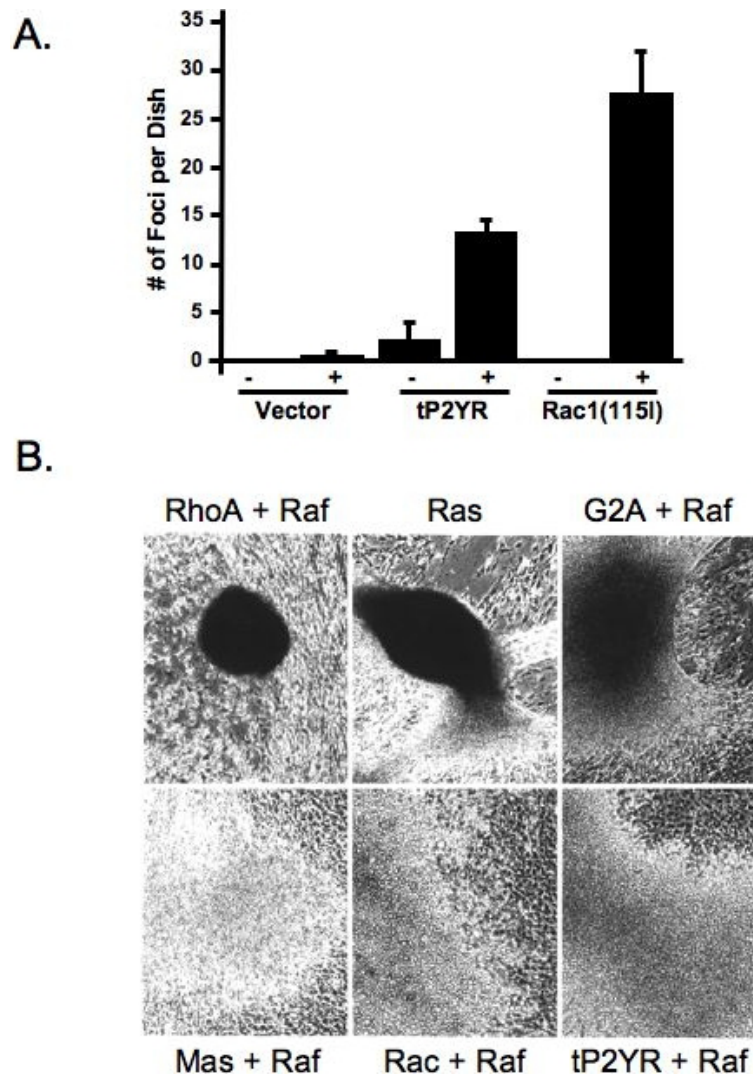 A.
# of Foci per Dish
35
30
25
20
15
10
5
0
- + - + - +
Vector tP2YR Rac1(115I)
B.
RhoA + Raf Ras G2A + Raf
Mas + Raf Rac + Raf tP2YR + Raf